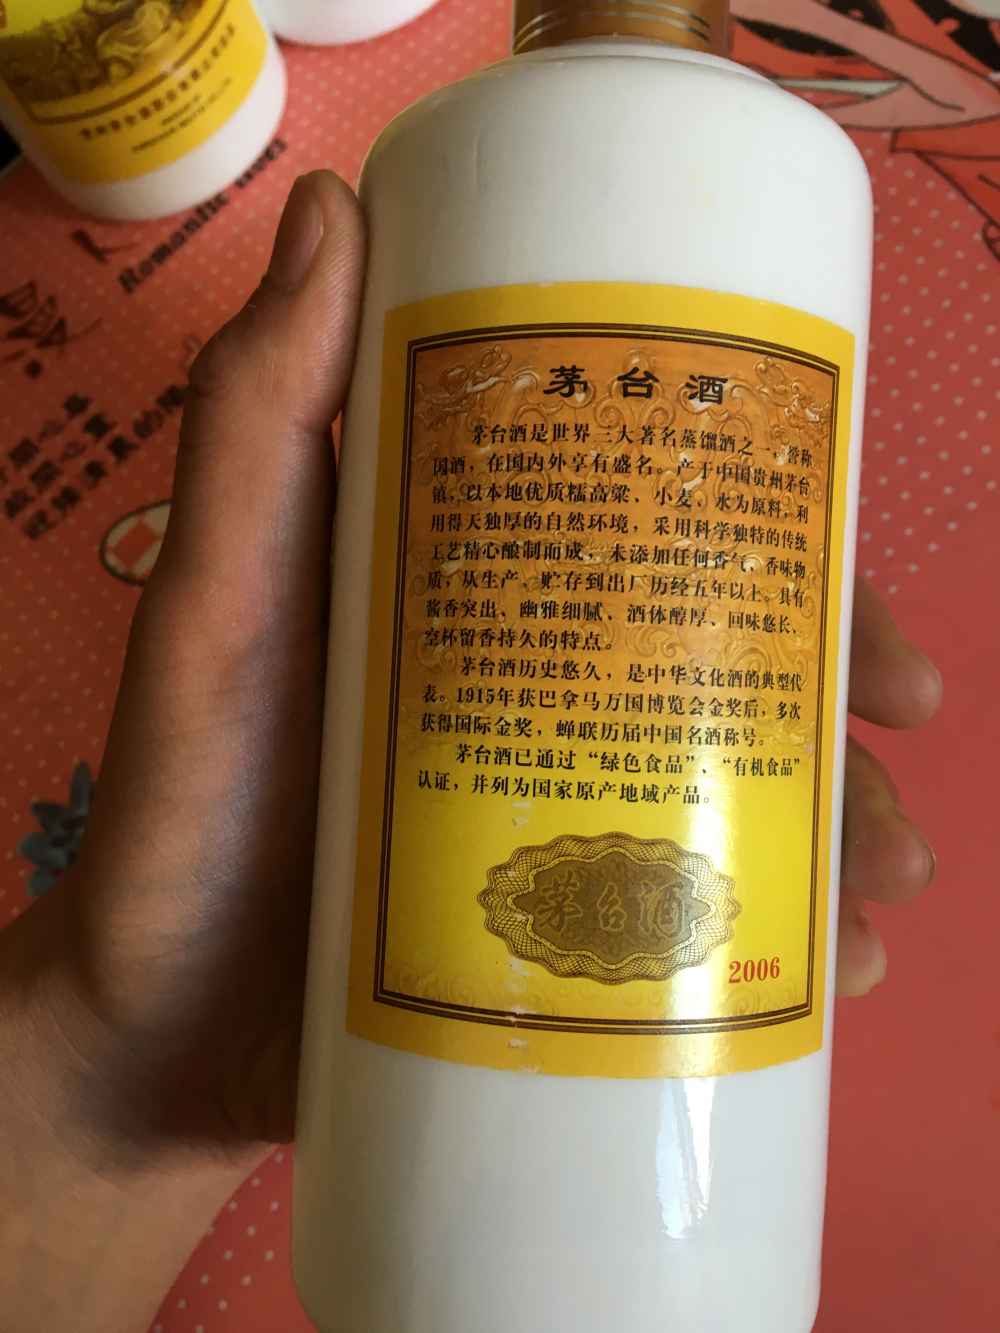 Romantic
茅台酒
茅台酒是世界三大著名蒸馏酒之一，誉称
国酒，在国内外享有盛名。产于中国贵州茅台
镇，以本地优质糯高粱、小麦、水为原料，利
用得天独厚的自然环境，采用科学独特的传统
工艺精心酿制而成，未添加任何香气、香味物
质，从生产、贮存到出厂历经五年以上。具有
酱香突出、幽雅细腻、酒体醇厚、回味悠长、
空杯留香持久的特点。
茅台酒历史悠久，是中华文化酒的典型代
表。1915年获巴拿马万国博览会金奖后，多次
获得国际金奖，蝉联历届中国名酒称号。
茅台酒已通过“绿色食品”、“有机食品”
认证，并列为国家原产地域产品。
茅台酒
2006